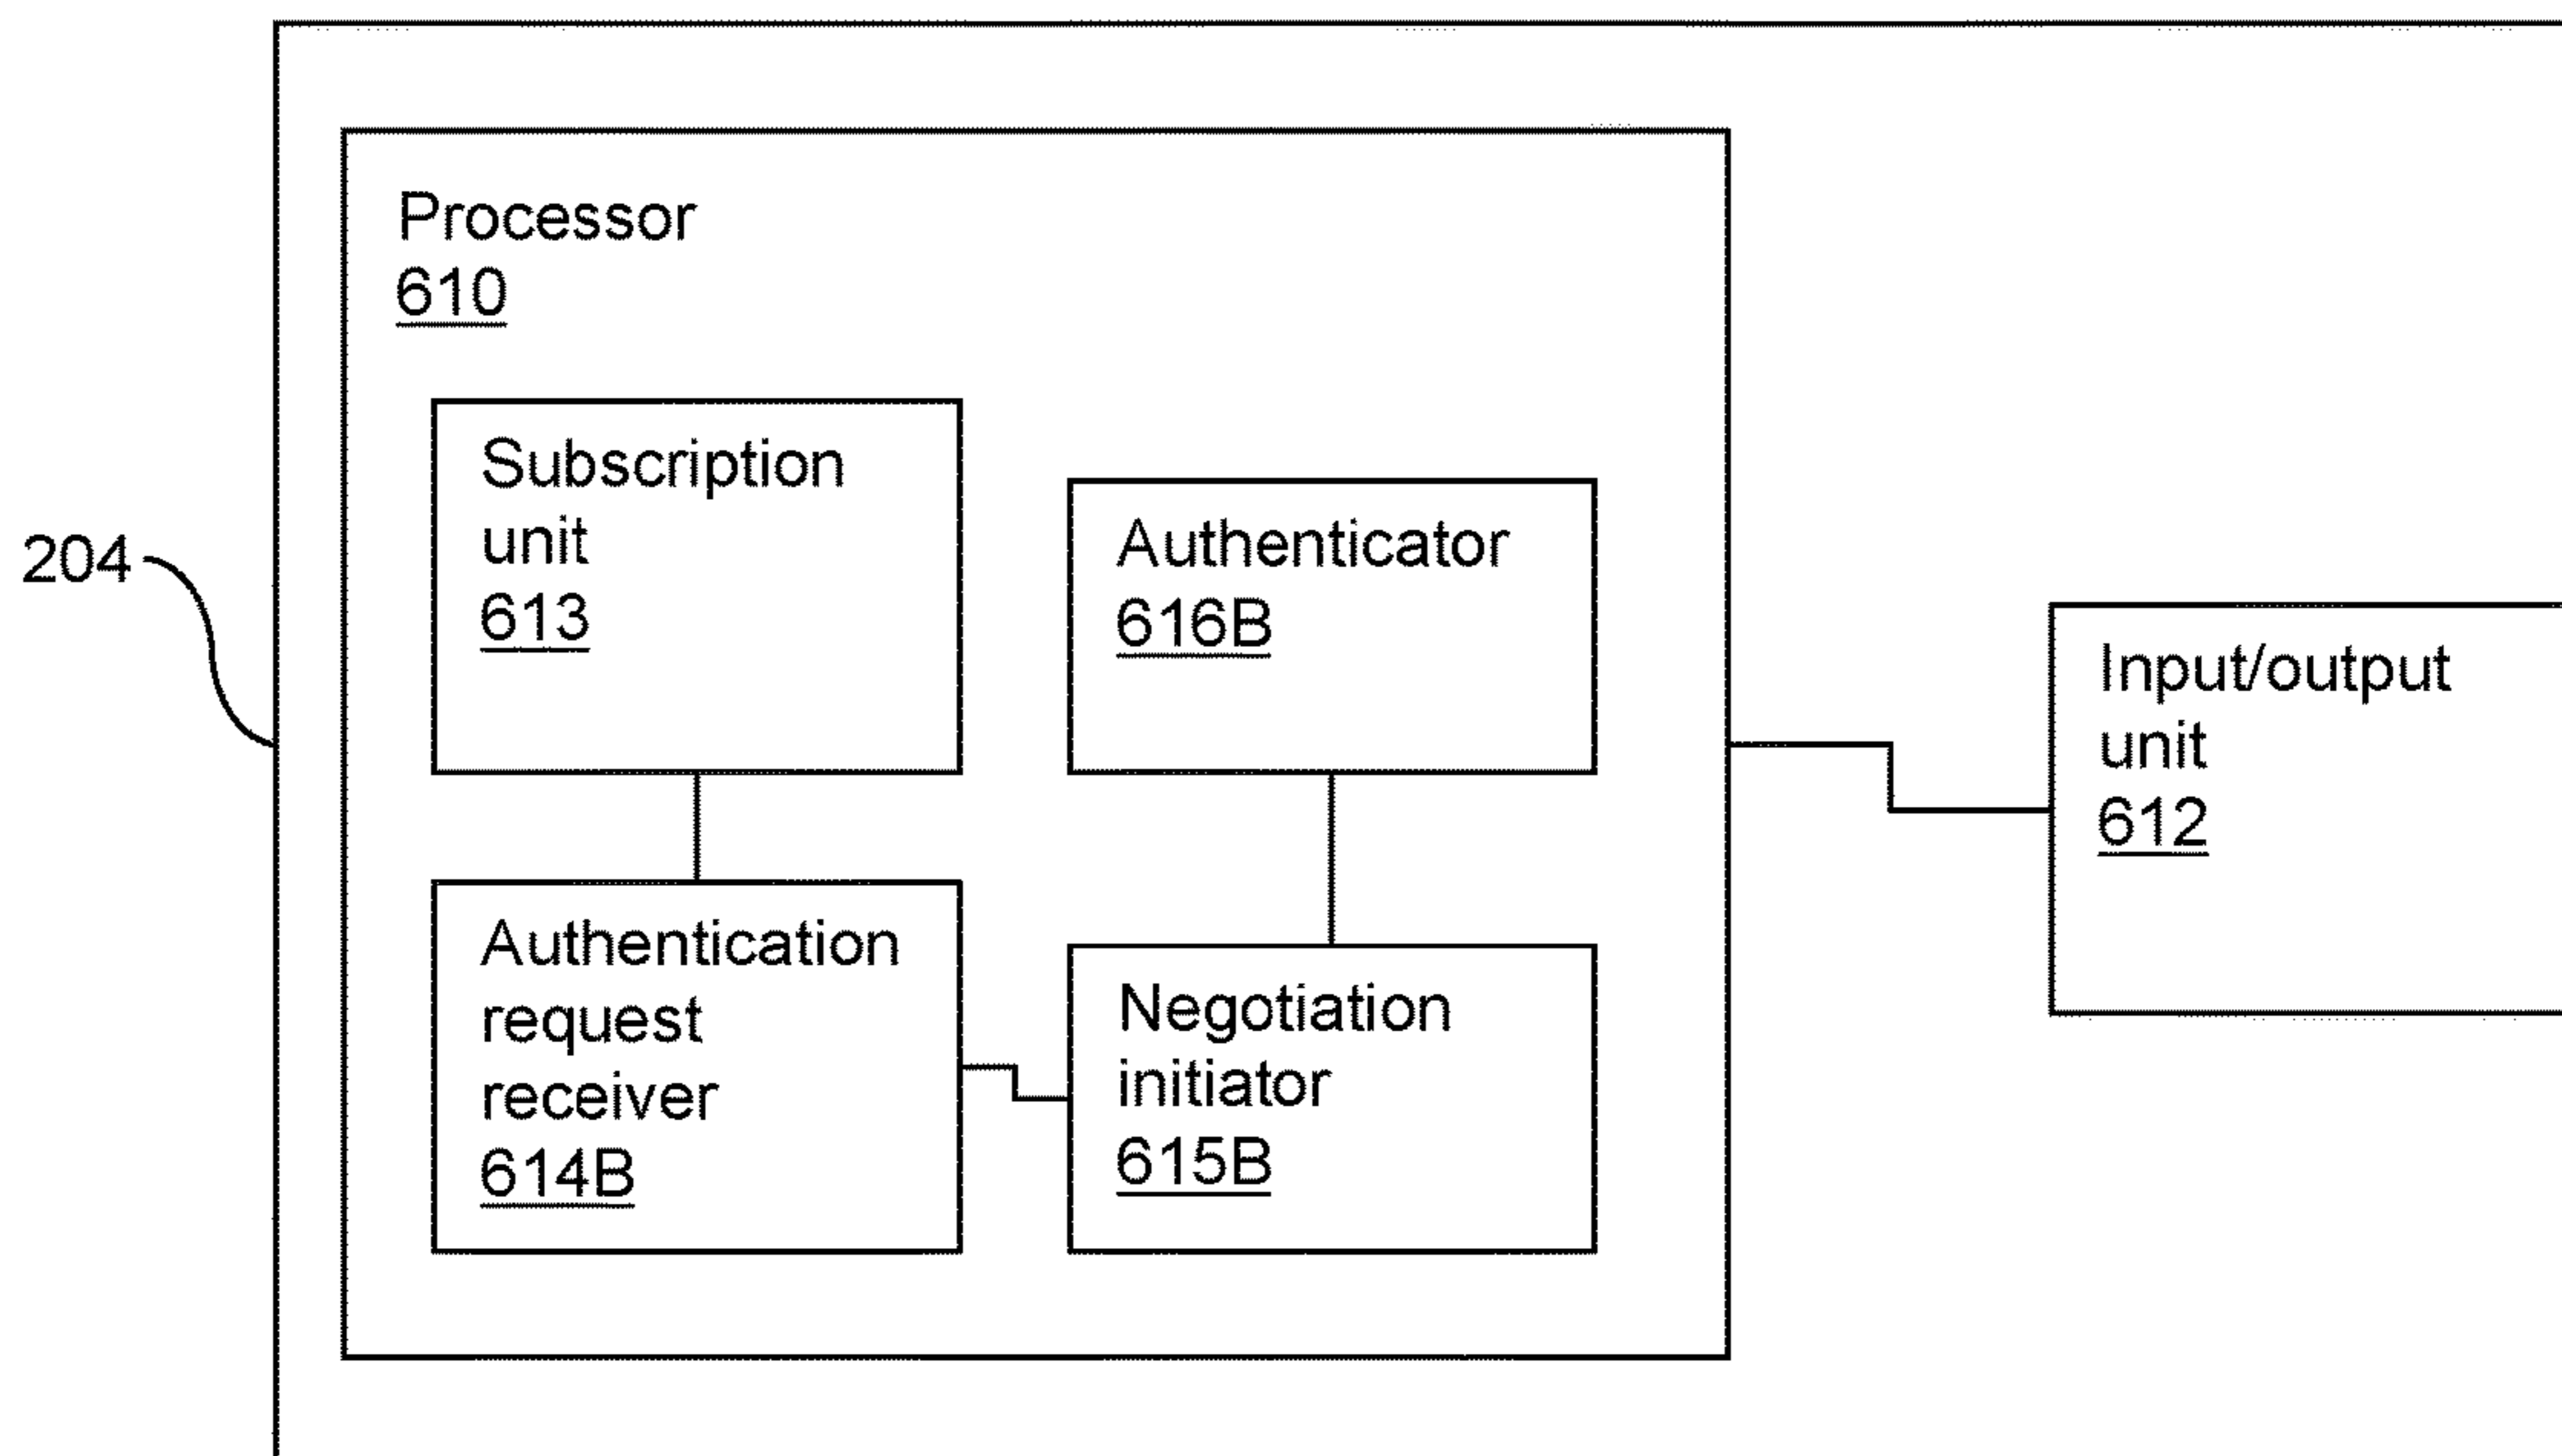 Processor
610
Subscription
unit
613
Authenticator
616B
204
Input/output
unit
612
Authentication
request
receiver
614B
Negotiation
initiator
615B